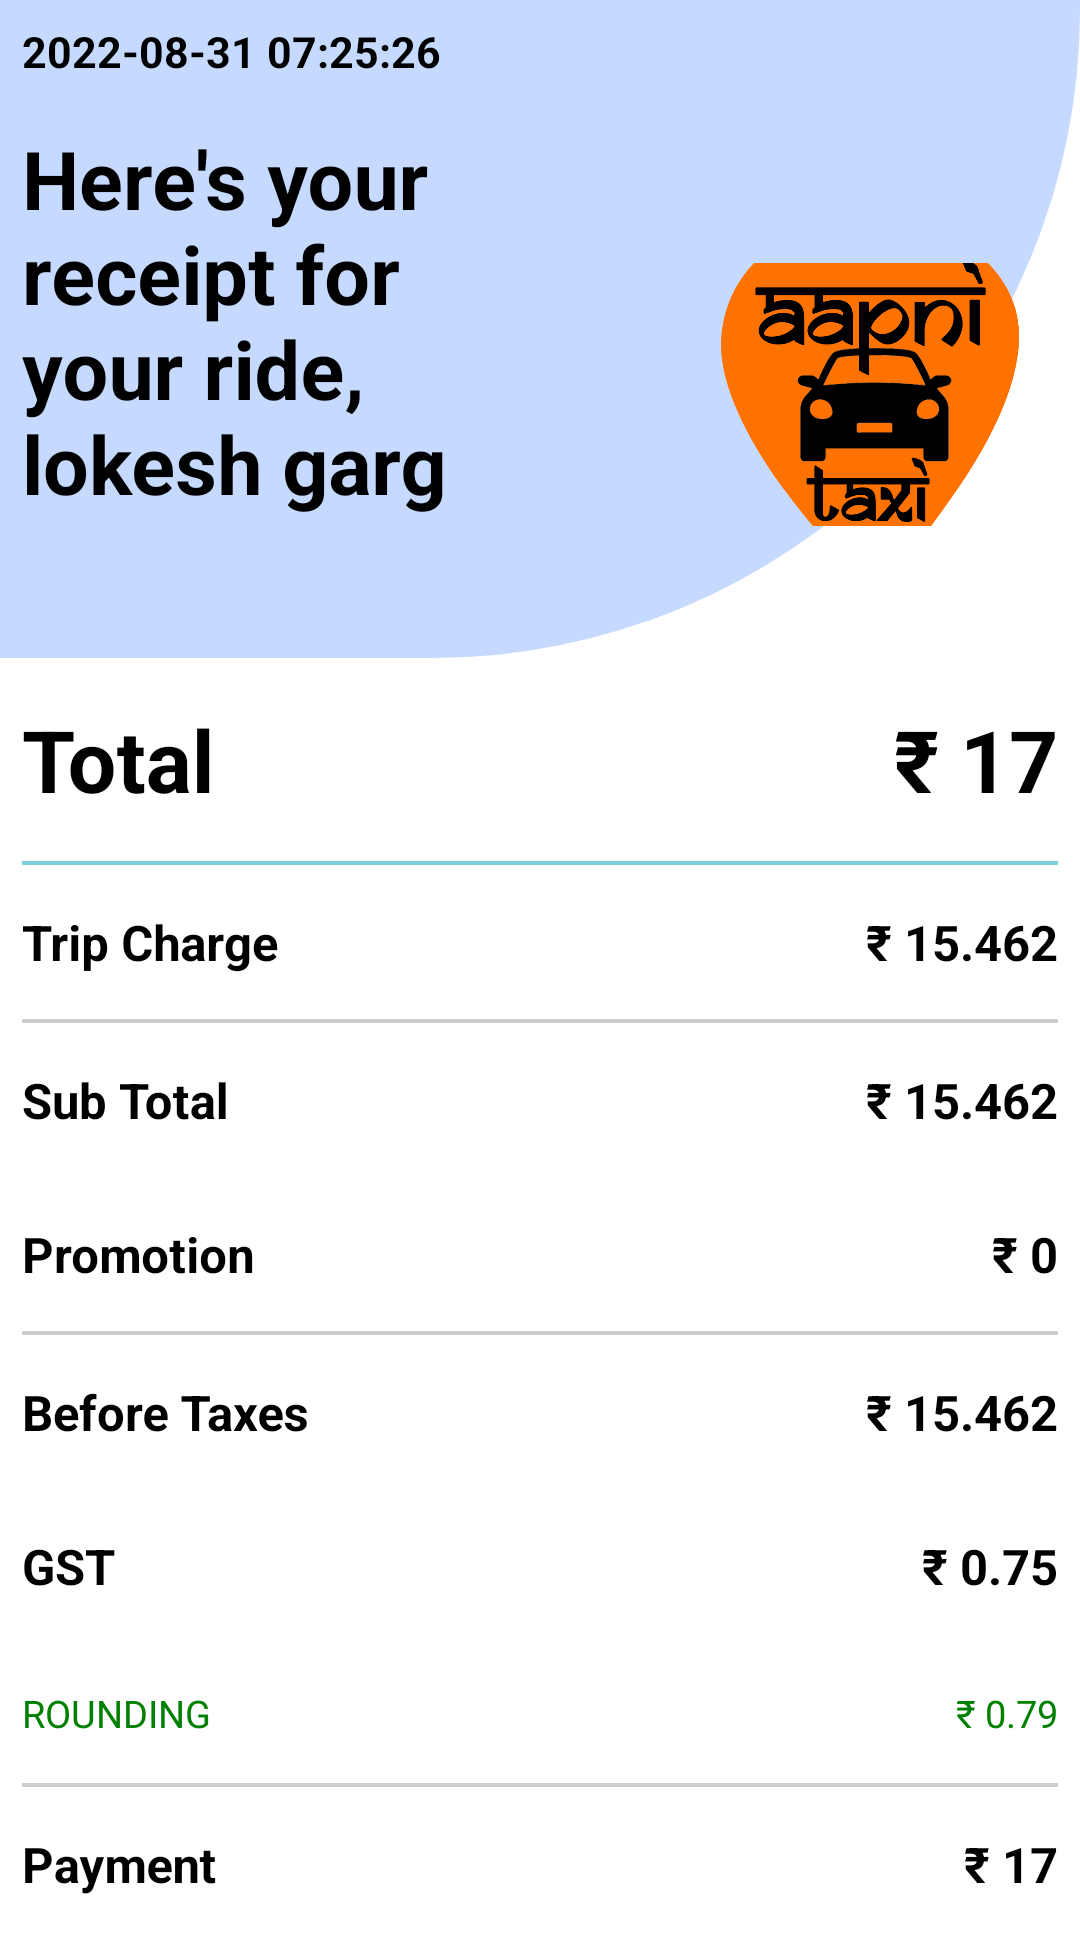 2022-08-31 07:25:26
Here's your
receipt for
your ride,
lokesh garg
aapni
taxi
Total ₹ 17
Trip Charge ₹ 15.462
Sub Total ₹ 15.462
Promotion ₹ 0
Before Taxes ₹ 15.462
GST ₹ 0.75
ROUNDING ₹ 0.79
Payment ₹ 17